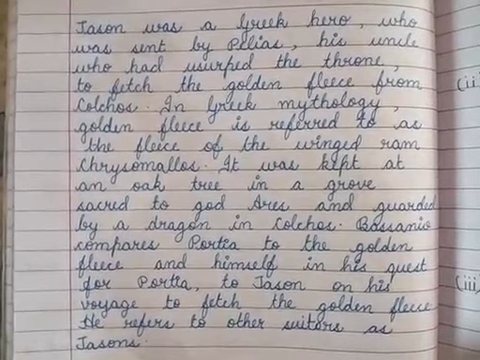 Jason was a Greek hero, who
was sent by Pelias, his uncle
who had usurped the throne,
to fetch the golden fleece from
Colchos. In Greek mythology,
golden fleece is referred to as
the fleece of the winged ram
Chrysomallos. It was kept at
an oak tree in a grove
sacred to god Ares and guarded
by a dragon in Colchos. Bassanio
compares Portia to the golden
fleece and himself in his quest
for Portia, to Jason on his
voyage to fetch the golden fleece
He refers to other suitors as
Jasons.
(ii)
(iii)